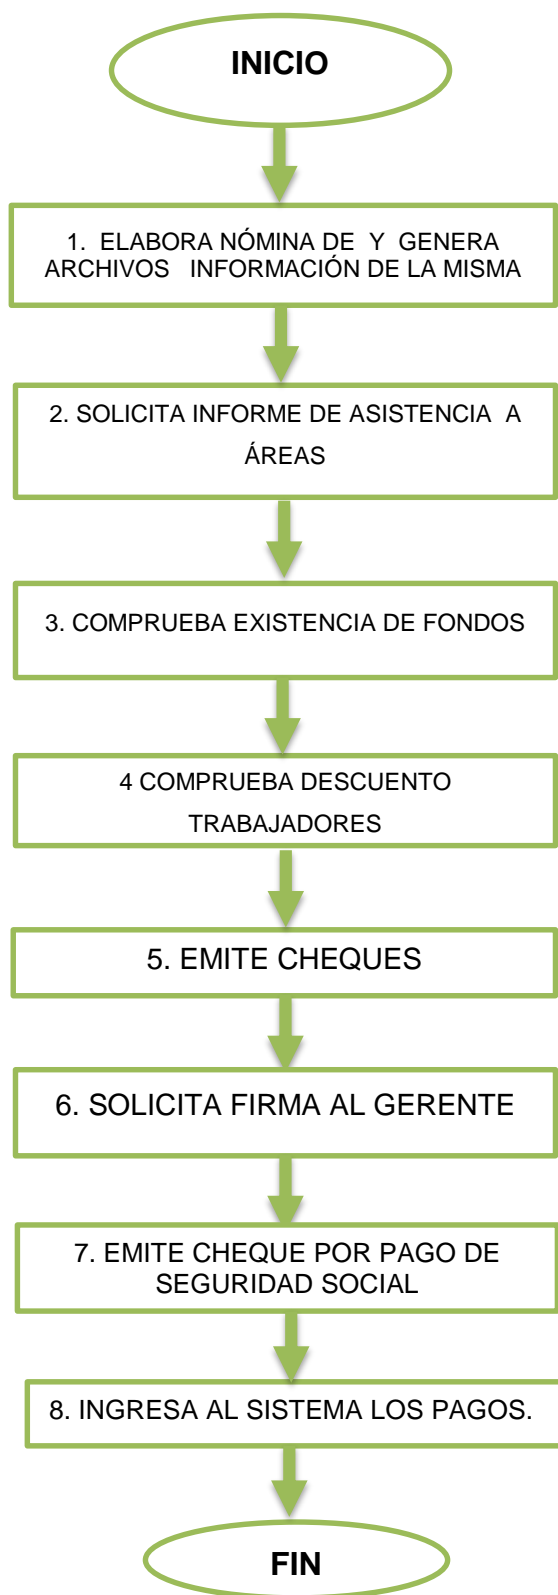 INICIO
1. ELABORA NÓMINA DE Y GENERA
ARCHIVOS INFORMACIÓN DE LA MISMA
2. SOLICITA INFORME DE ASISTENCIA A
ÁREAS
3. COMPRUEBA EXISTENCIA DE FONDOS
4 COMPRUEBA DESCUENTO
TRABAJADORES
5. EMITE CHEQUES
6. SOLICITA FIRMA AL GERENTE
7. EMITE CHEQUE POR PAGO DE
SEGURIDAD SOCIAL
8. INGRESA AL SISTEMA LOS PAGOS.
FIN